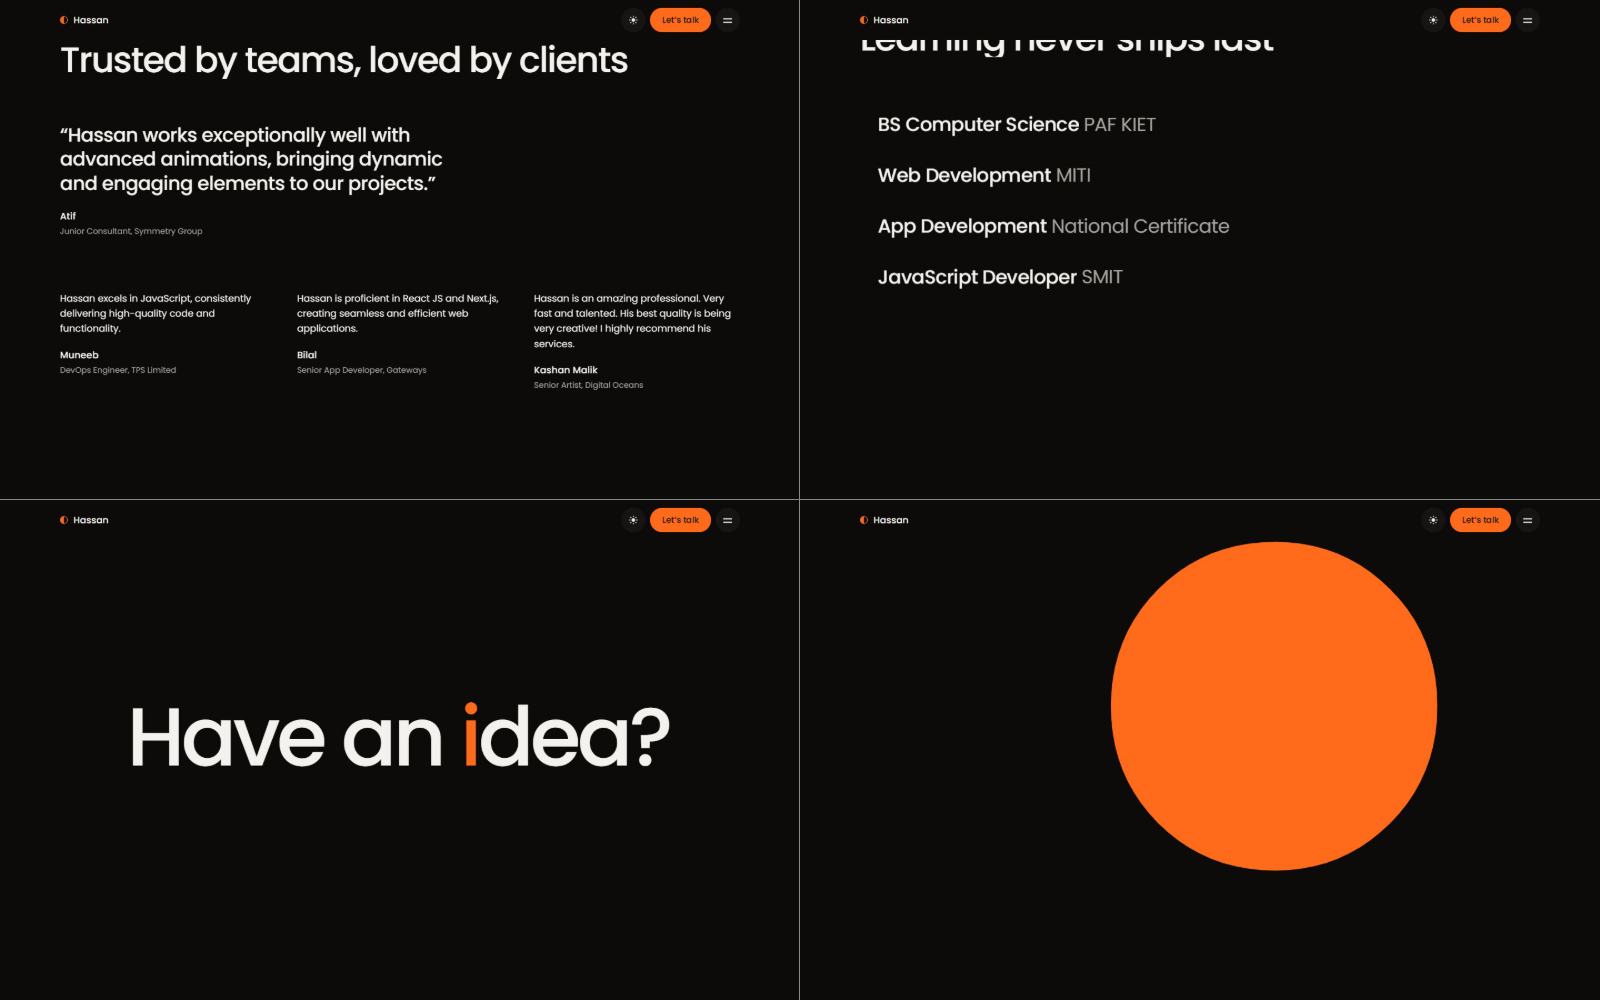 Hassan
Let's talk
Trusted by teams, loved by clients
“Hassan works exceptionally well with
advanced animations, bringing dynamic
and engaging elements to our projects.”
Atif
Junior Consultant, Symmetry Group
Hassan excels in JavaScript, consistently
delivering high-quality code and
functionality.
Muneeb
DevOps Engineer, TPS Limited
Hassan is proficient in React JS and Next.js,
creating seamless and efficient web
applications.
Bilal
Senior App Developer, Gateways
Hassan is an amazing professional. Very
fast and talented. His best quality is being
very creative! I highly recommend his
services.
Kashan Malik
Senior Artist, Digital Oceans
Hassan
Let's talk
Learning never ships last
BS Computer Science PAF KIET
Web Development MITI
App Development National Certificate
JavaScript Developer SMIT
Hassan
Let's talk
Have an idea?
Hassan
Let's talk